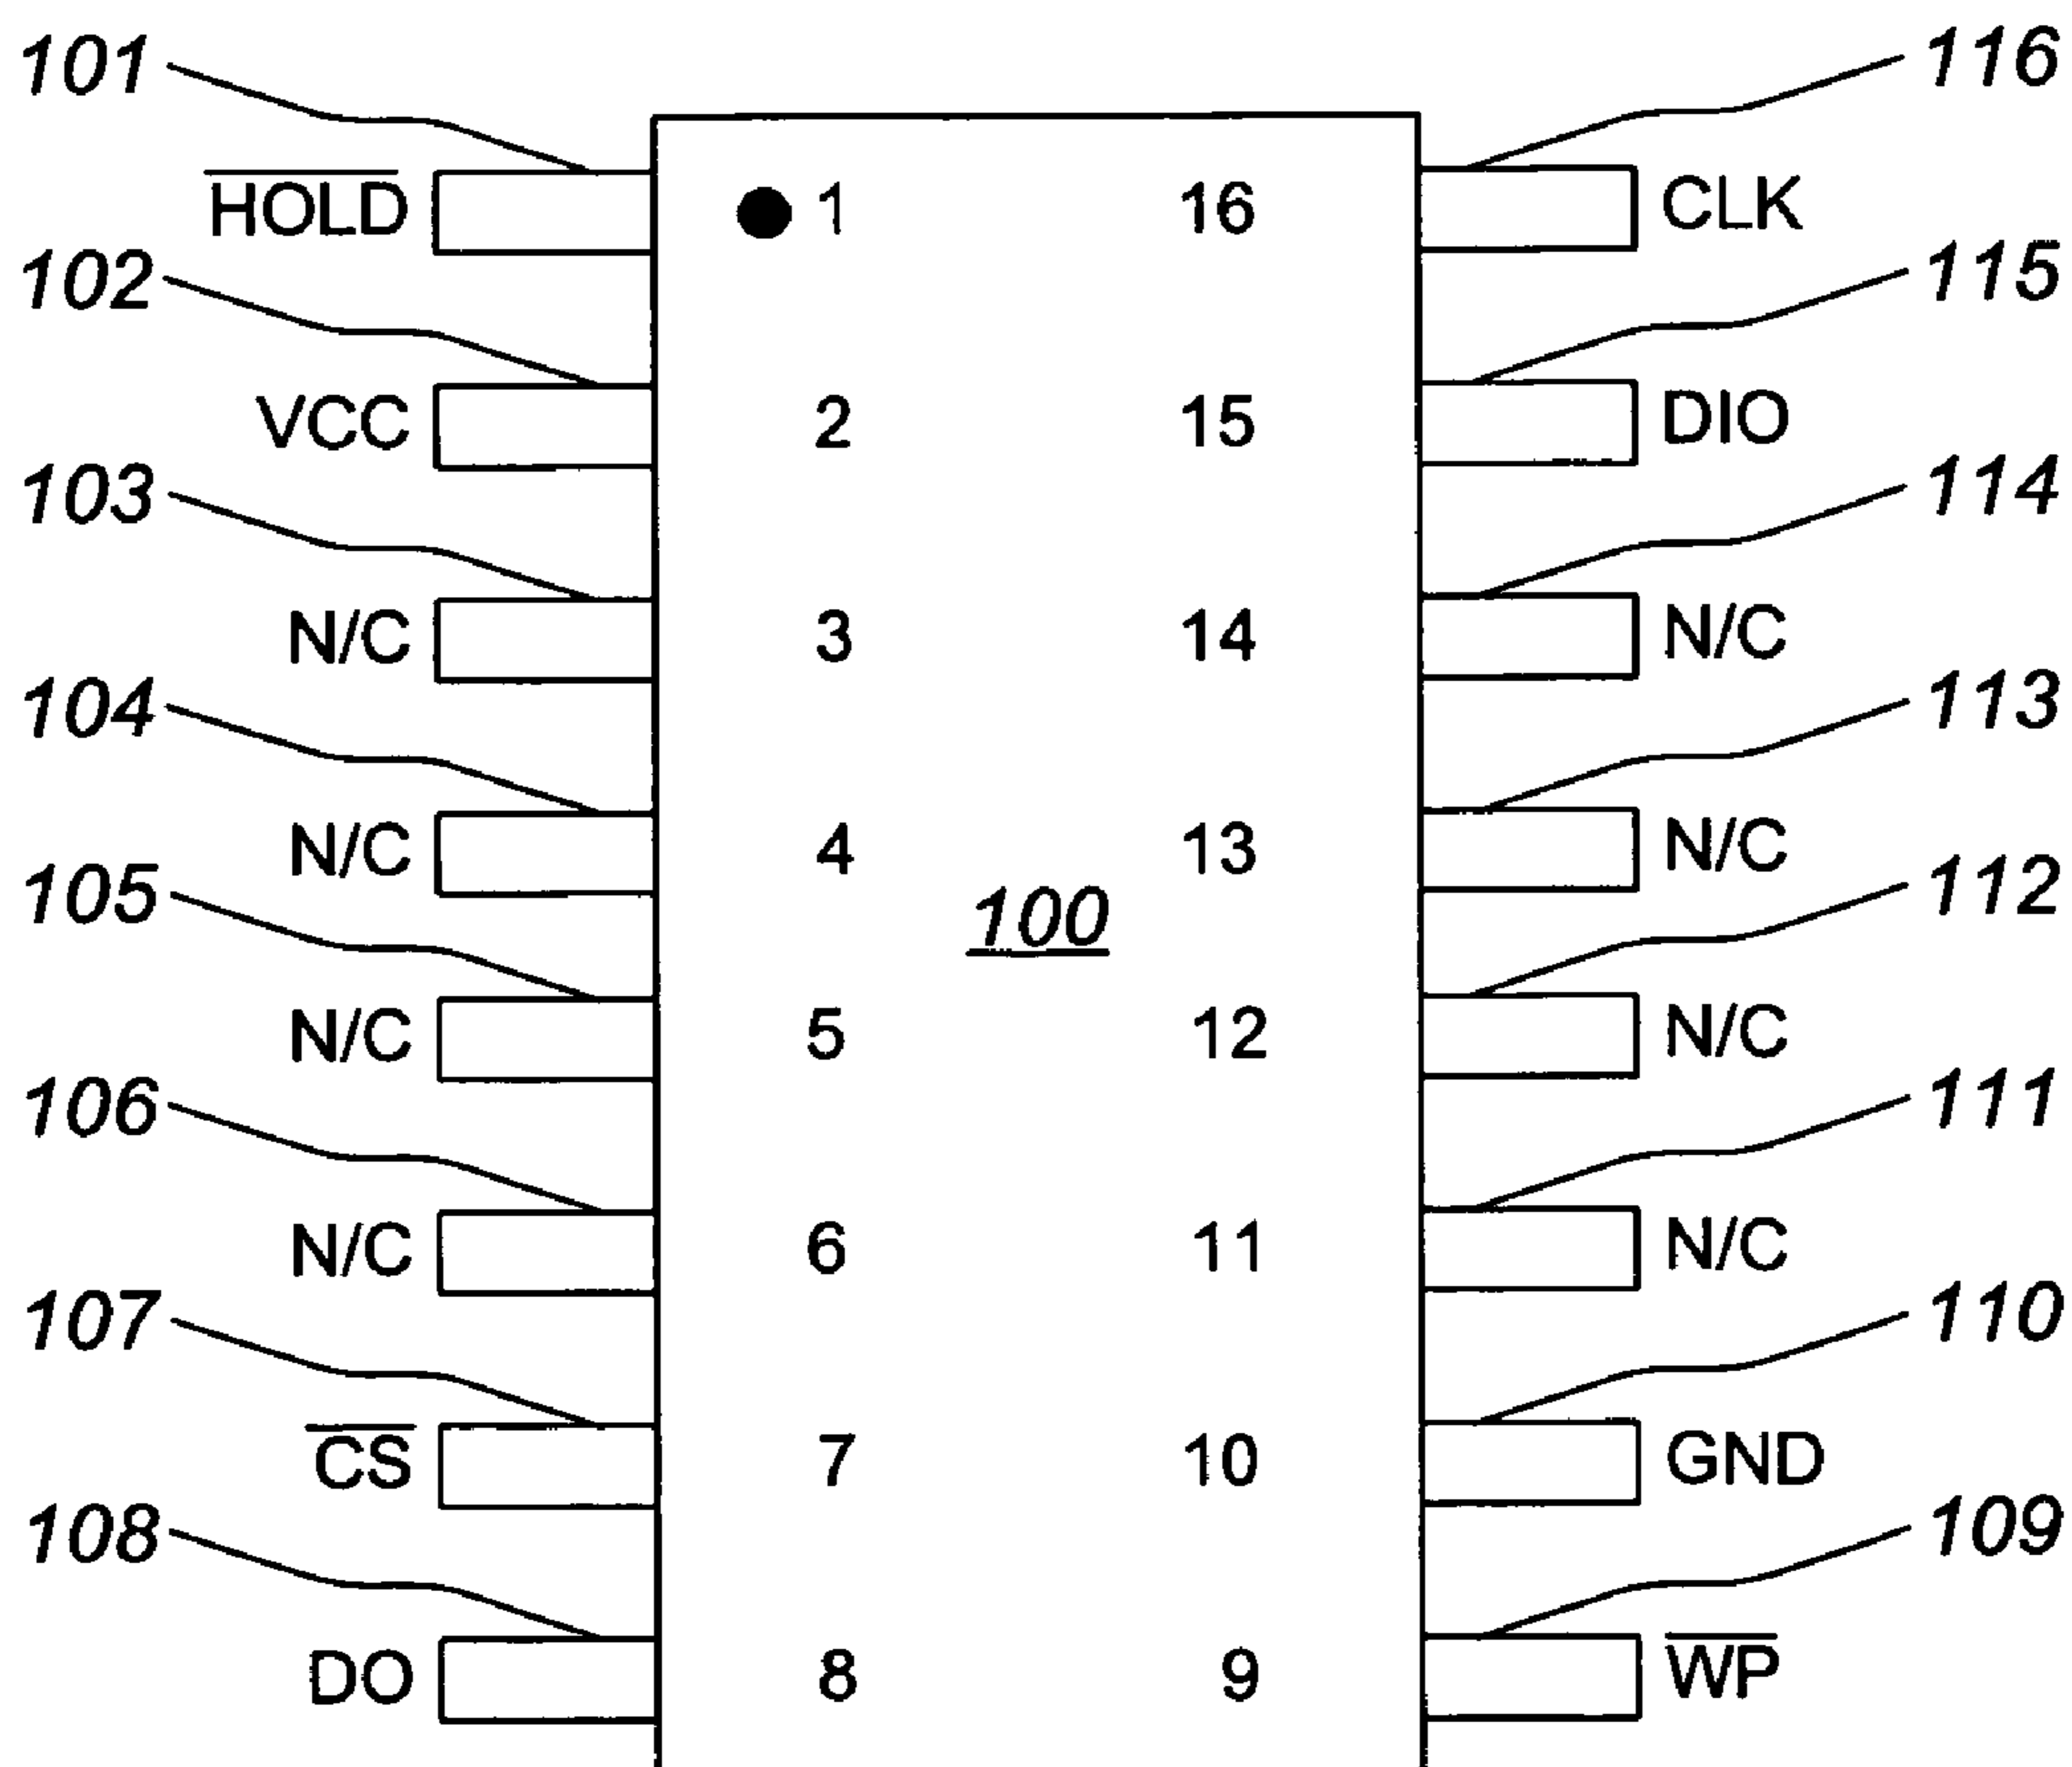 101 116
HOLD 1 16 CLK
102 115
VCC 2 15 DIO
103 114
N/C 3 14 N/C
104 113
N/C 4 13 N/C
105 112
100
N/C 5 12 N/C
106 111
N/C 6 11 N/C
107 110
CS 7 10 GND
108 109
DO 8 9 WP